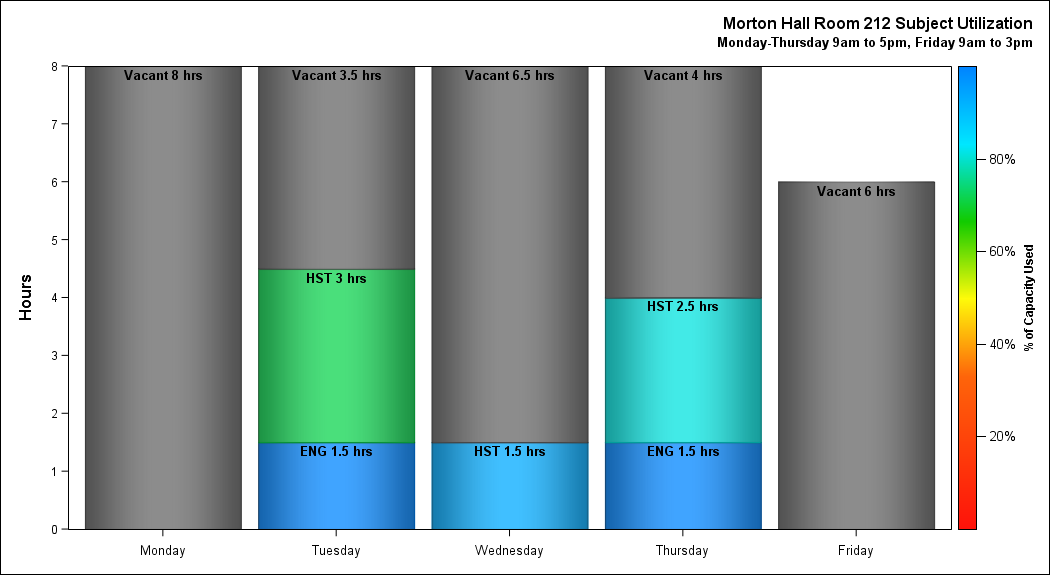 Morton Hall Room 212 Subject Utilization
Monday-Thursday 9am to 5pm, Friday 9am to 3pm
8
7
6
5
4
3
2
1
0
Hours
Vacant 8 hrs
Vacant 3.5 hrs
HST 3 hrs
ENG 1.5 hrs
Vacant 6.5 hrs
HST 1.5 hrs
Vacant 4 hrs
HST 2.5 hrs
ENG 1.5 hrs
Vacant 6 hrs
Monday
Tuesday
Wednesday
Thursday
Friday
80%
60%
40%
20%
% of Capacity Used